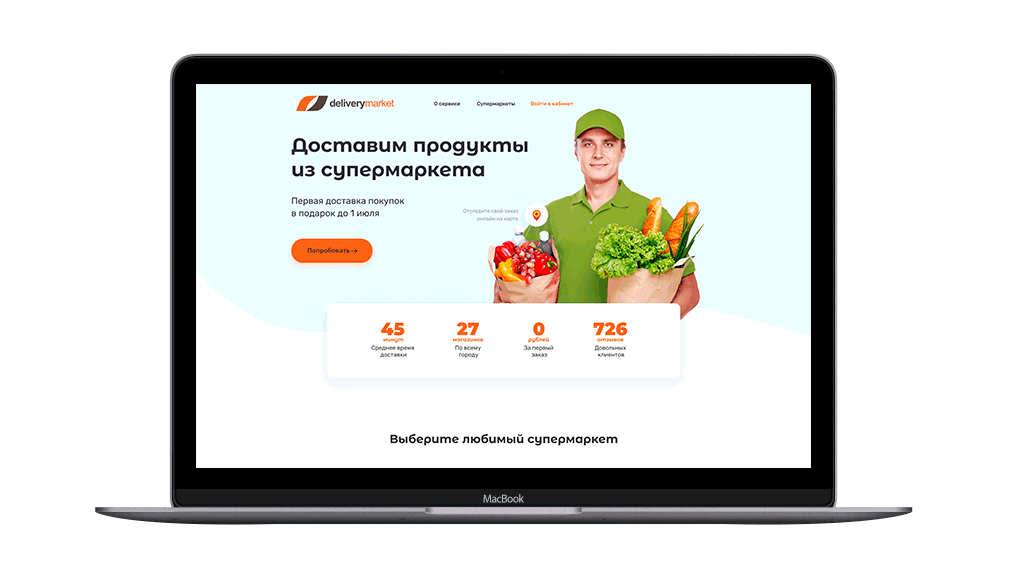 deliverymarket
О сервисе
Супермаркеты
Войти в кабинет
Доставим продукты
из супермаркета
Первая доставка покупок
в подарок до 1 июля
Отследите свой заказ
онлайн на карте
Попробовать →
45
минут
Среднее время
доставки
27
магазинов
По всему
городу
0
рублей
За первый
заказ
726
отзывов
Довольных
клиентов
Выберите любимый супермаркет
MacBook